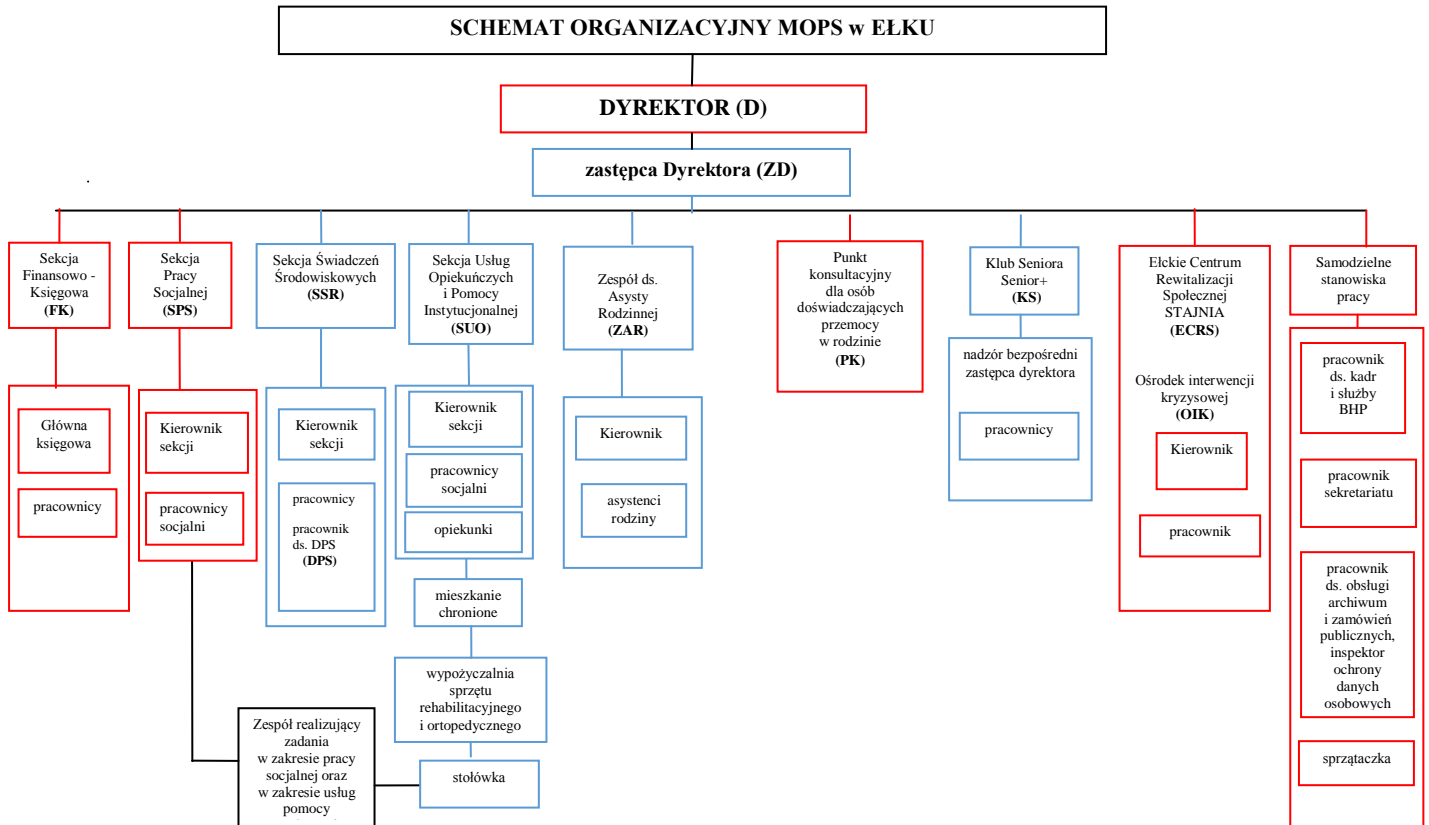 SCHEMAT ORGANIZACYJNY MOPS w EŁKU
DYREKTOR (D)
zastępca Dyrektora (ZD)
.
Sekcja
Finansowo -
Księgowa
(FK)
Główna
księgowa
pracownicy
Sekcja
Pracy
Socjalnej
(SPS)
Kierownik
sekcji
pracownicy
socjalni
Sekcja Świadczeń
Środowiskowych
(SSR)
Kierownik
sekcji
pracownicy
pracownik
ds. DPS
(DPS)
Sekcja Usług
Opiekuńczych
i Pomocy
Instytucjonalnej
(SUO)
Kierownik
sekcji
pracownicy
socjalni
opiekunki
mieszkanie
chronione
wypożyczalnia
sprzętu
rehabilitacyjnego
i ortopedycznego
stołówka
Zespół realizujący
zadania
w zakresie pracy
socjalnej oraz
w zakresie usług
pomocy
Zespół ds.
Asysty
Rodzinnej
(ZAR)
Kierownik
asystenci
rodziny
Punkt
konsultacyjny
dla osób
doświadczających
przemocy
w rodzinie
(PK)
Klub Seniora
Senior+
(KS)
nadzór bezpośredni
zastępca dyrektora
pracownicy
Ełckie Centrum
Rewitalizacji
Społecznej
STAJNIA
(ECRS)
Ośrodek interwencji
kryzysowej
(OIK)
Kierownik
pracownik
Samodzielne
stanowiska
pracy
pracownik
ds. kadr
i służby
BHP
pracownik
sekretariatu
pracownik
ds. obsługi
archiwum
i zamówień
publicznych,
inspektor
ochrony
danych
osobowych
sprzątaczka